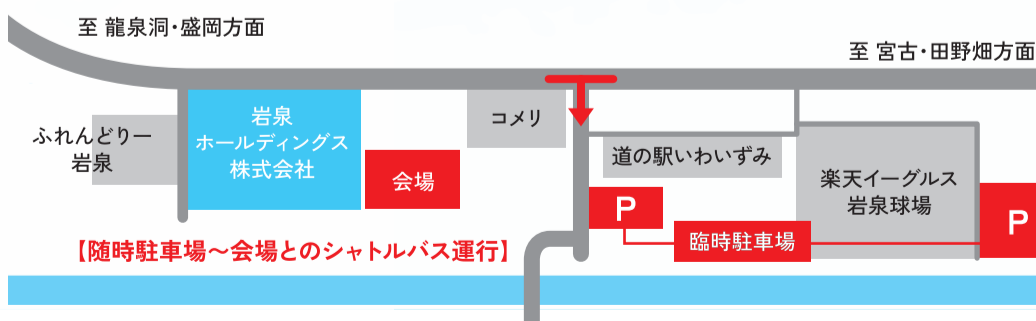 至 龍泉洞・盛岡方面
至 宮古・田野畑方面
ふれんどりー
岩泉
岩泉
ホールディングス
株式会社
会場
コメリ
道の駅いわいずみ
楽天イーグルス
岩泉球場
P
臨時駐車場
P
【随時駐車場～会場とのシャトルバス運行】